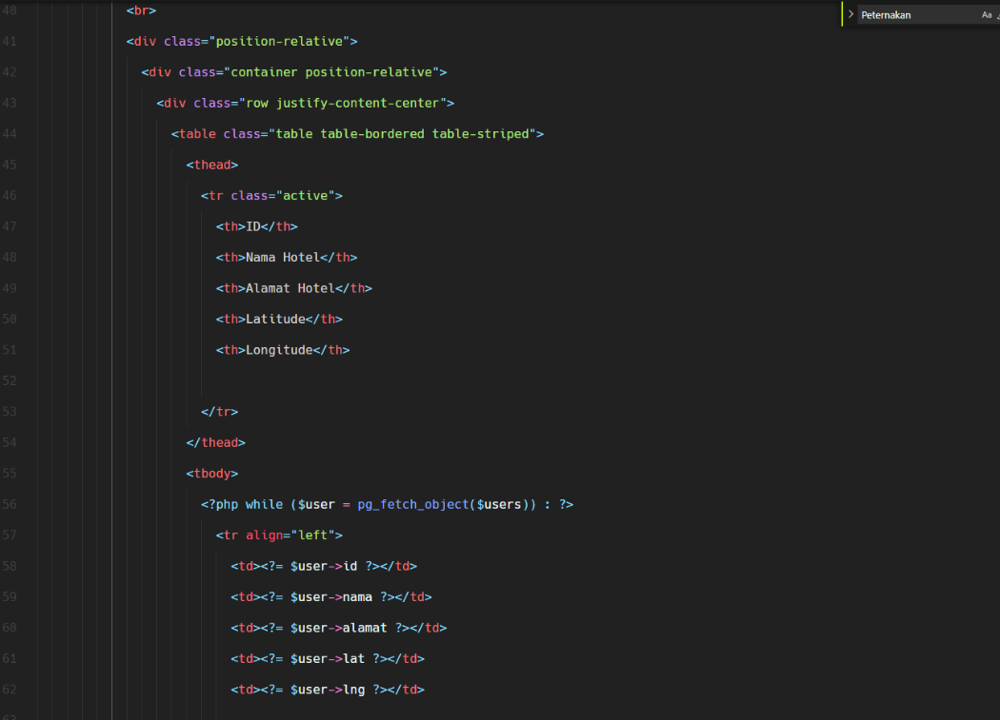 Peternakan Aa
40 <br>
41 <div class="position-relative">
42 <div class="container position-relative">
43 <div class="row justify-content-center">
44 <table class="table table-bordered table-striped">
45 <thead>
46 <tr class="active">
47 <th>ID</th>
48 <th>Nama Hotel</th>
49 <th>Alamat Hotel</th>
50 <th>Latitude</th>
51 <th>Longitude</th>
52
53 </tr>
54 </thead>
55 <tbody>
56 <?php while ($user = pg_fetch_object($users)) : ?>
57 <tr align="left">
58 <td><?= $user->id ?></td>
59 <td><?= $user->nama ?></td>
60 <td><?= $user->alamat ?></td>
61 <td><?= $user->lat ?></td>
62 <td><?= $user->lng ?></td>
63